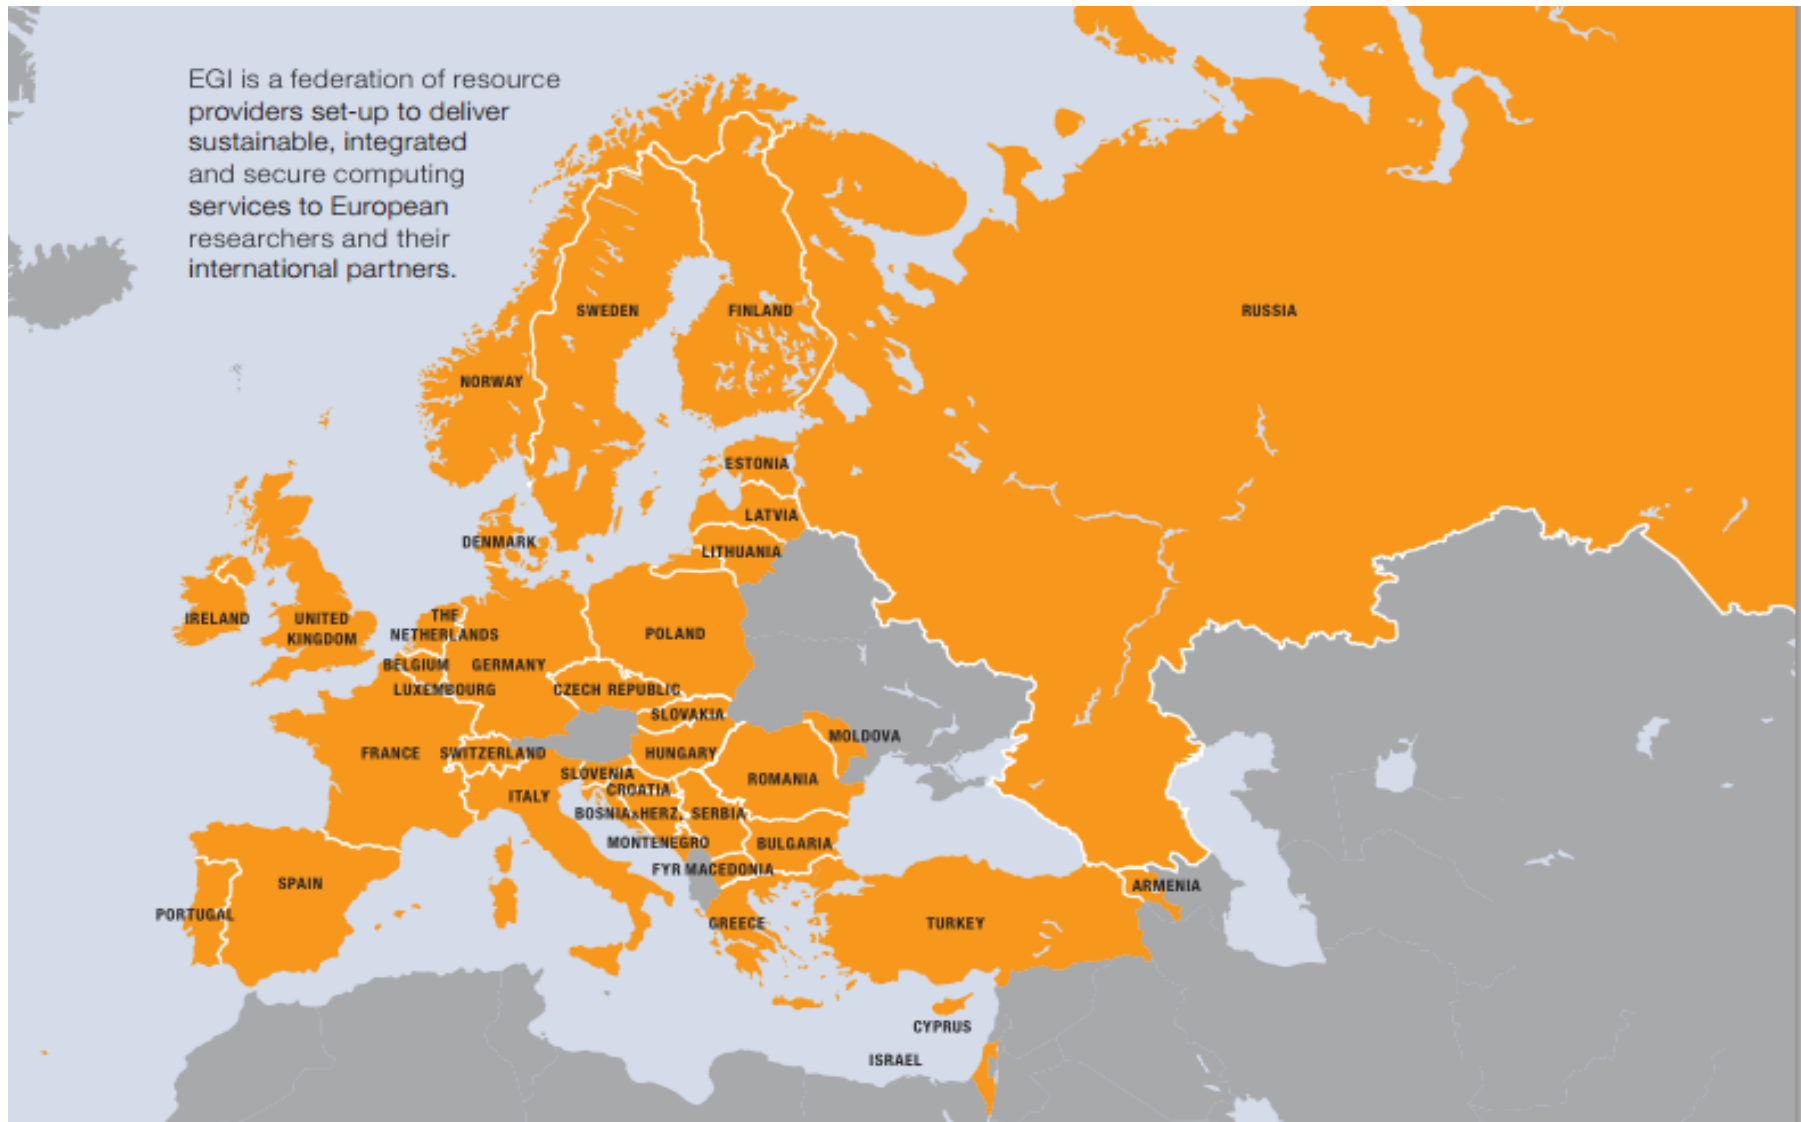 EGI is a federation of resource
providers set-up to deliver
sustainable, integrated
and secure computing
services to European
researchers and their
international partners.
SWEDEN
FINLAND
RUSSIA
NORWAY
ESTONIA
LATVIA
DENMARK
LITHUANIA
IRELAND
UNITED
KINGDOM
THE
NETHERLANDS
POLAND
BELGIUM
GERMANY
LUXEMBOURG
CZECH REPUBLIC
SLOVAKIA
MOLDOVA
FRANCE
SWITZERLAND
HUNGARY
SLOVENIA
ROMANIA
CROATIA
ITALY
BOSNIA&HERZ.
SERBIA
MONTENEGRO
BULGARIA
FYR MACEDONIA
SPAIN
ARMENIA
PORTUGAL
GREECE
TURKEY
CYPRUS
ISRAEL